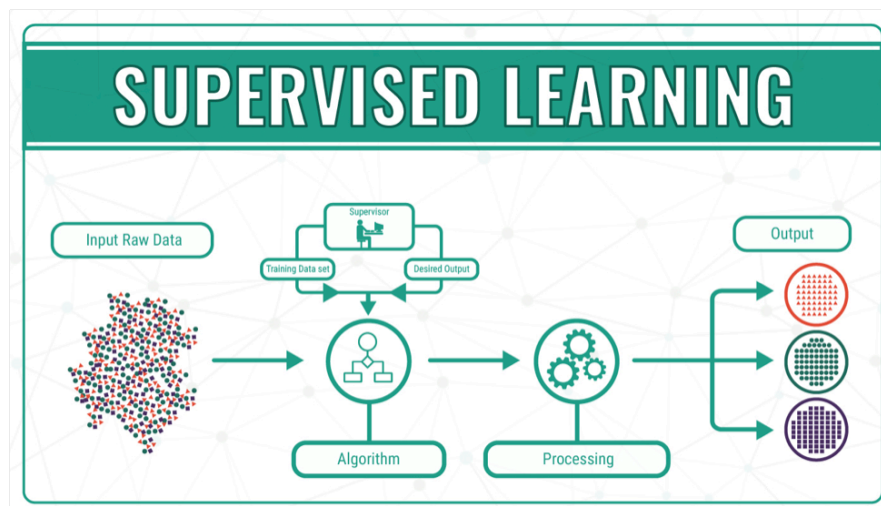 SUPERVISED LEARNING
Input Raw Data
Supervisor
Training Data set
Desired Output
Algorithm
Processing
Output